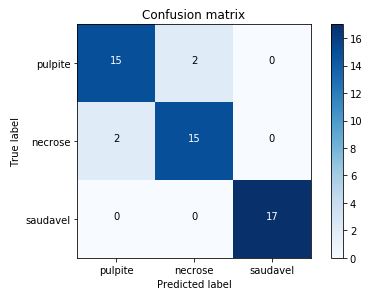 Confusion matrix
True label
pulpite 15 2 0
necrose 2 15 0
saudavel 0 0 17
pulpite necrose saudavel
Predicted label
16
14
12
10
8
6
4
2
0